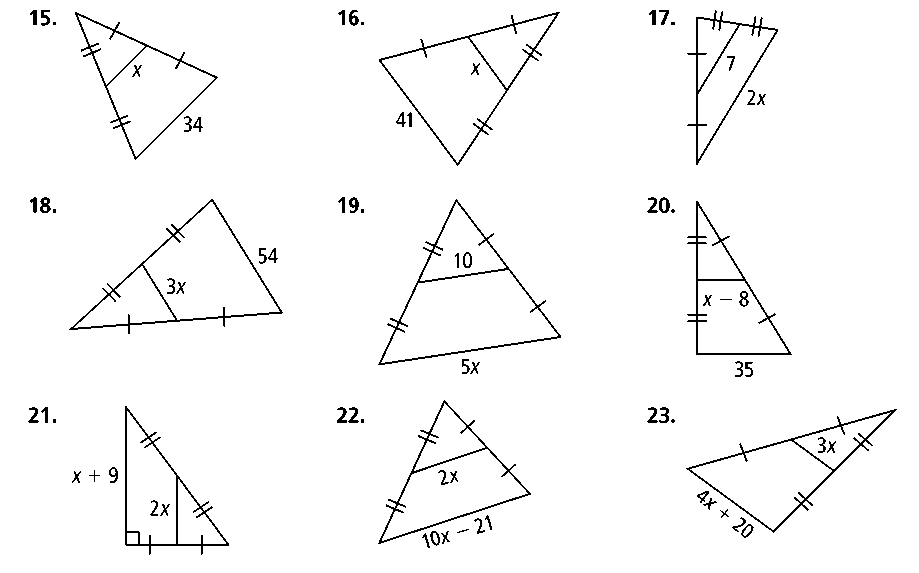 15.
x
34
16.
x
41
17.
7
2x
18.
54
3x
19.
10
5x
20.
x − 8
35
21.
x + 9
2x
22.
2x
10x − 21
23.
3x
4x + 20